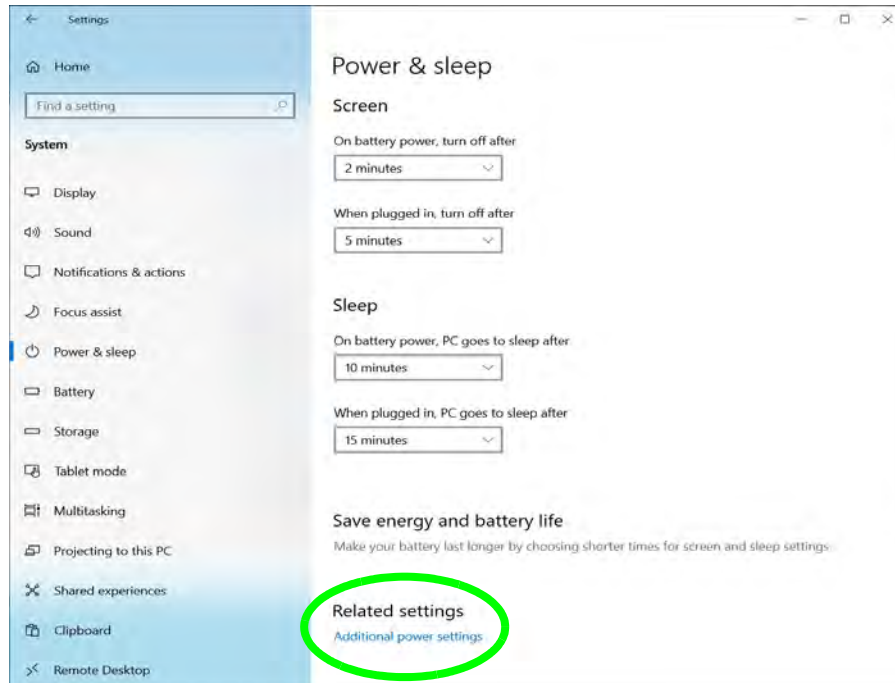 Settings
Home
Find a setting
System
Display
Sound
Notifications & actions
Focus assist
Power & sleep
Battery
Storage
Tablet mode
Multitasking
Projecting to this PC
Shared experiences
Clipboard
Remote Desktop
Power & sleep
Screen
On battery power, turn off after
2 minutes
When plugged in, turn off after
5 minutes
Sleep
On battery power, PC goes to sleep after
10 minutes
When plugged in, PC goes to sleep after
15 minutes
Save energy and battery life
Make your battery last longer by choosing shorter times for screen and sleep settings.
Related settings
Additional power settings